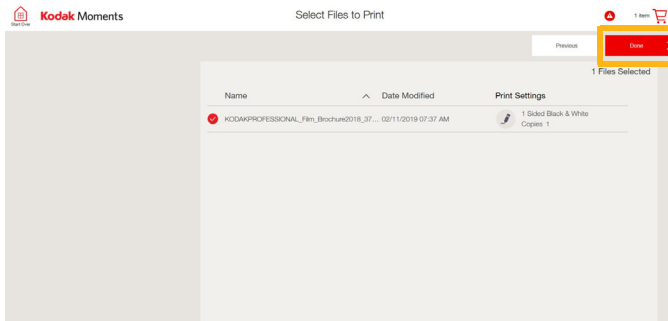 Kodak Moments
Select Files to Print
1 item
Start Over
Previous
Done
1 Files Selected
Name
Date Modified
Print Settings
KODAKPROFESSIONAL_Film_Brochure2018_37... 02/11/2019 07:37 AM
1 Sided Black & White
Copies 1